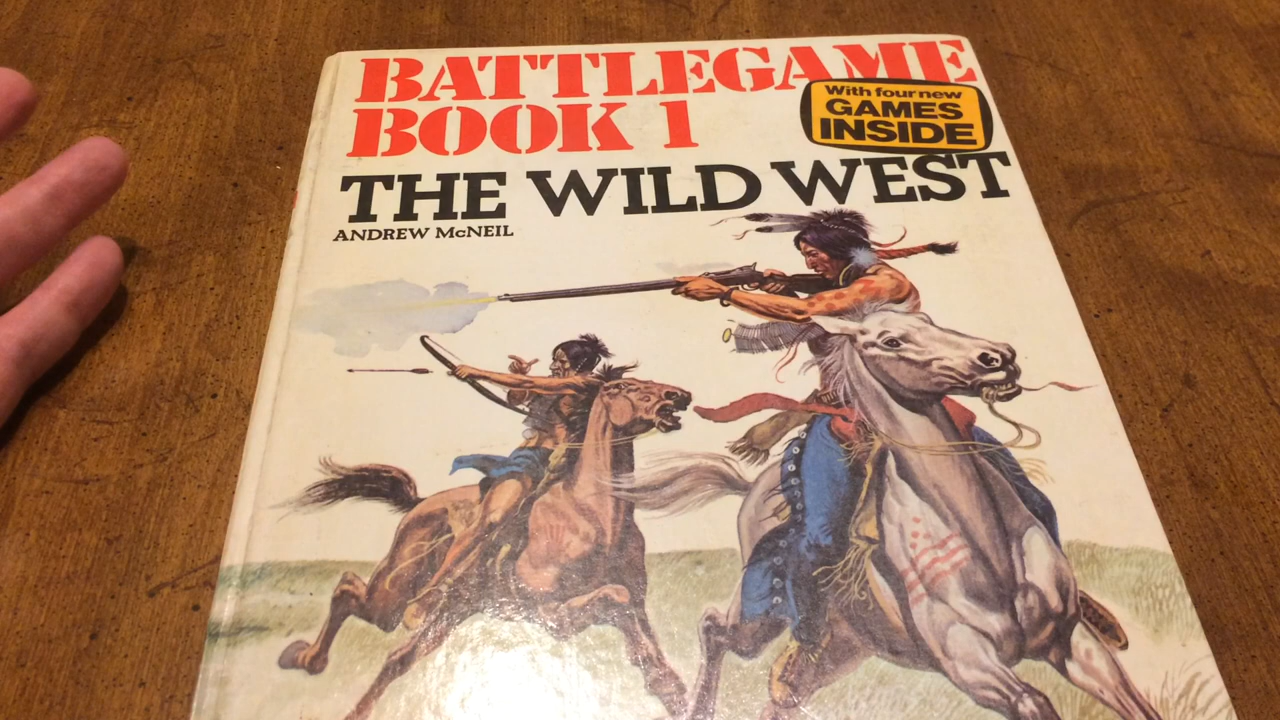 BATTLEGAME
BOOK 1
With four new
GAMES
INSIDE
THE WILD WEST
ANDREW McNEIL